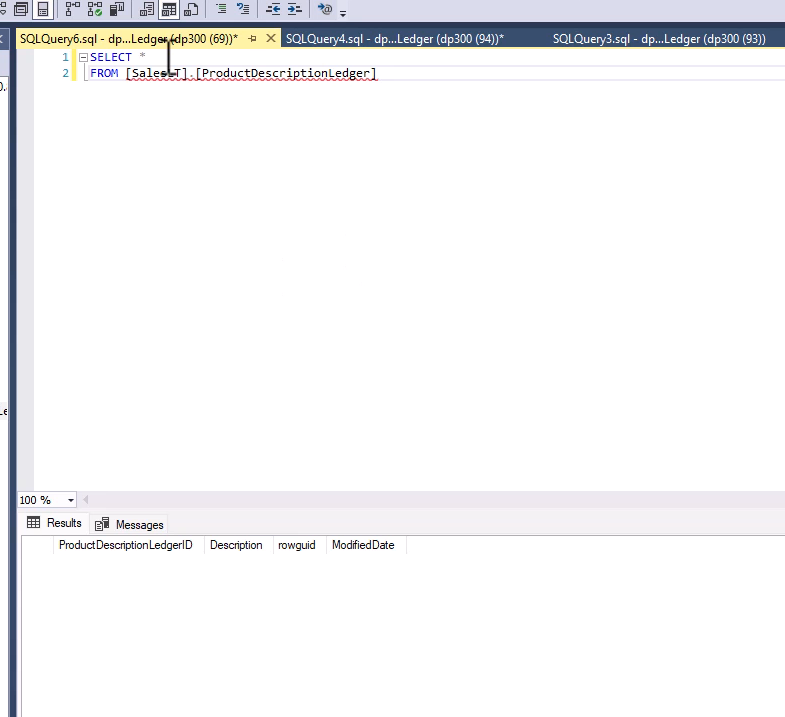 SQLQuery6.sql - dp...Ledger (dp300 (69))*
SQLQuery4.sql - dp...Ledger (dp300 (94))*
SQLQuery3.sql - dp...Ledger (dp300 (93))
1 SELECT *
2 FROM [SalesLT].[ProductDescriptionLedger]
100 %
Results
Messages
ProductDescriptionLedgerID Description rowguid ModifiedDate